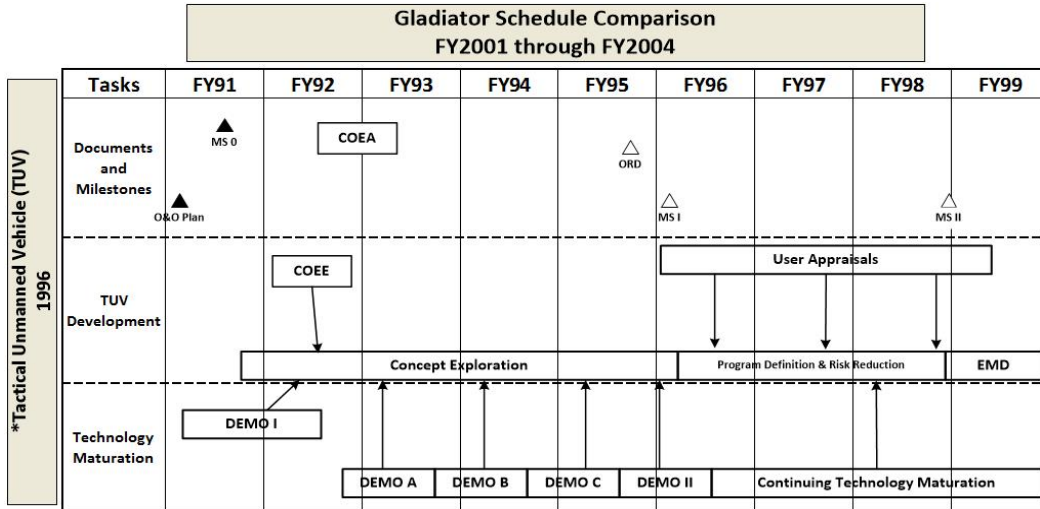 Gladiator Schedule Comparison
FY2001 through FY2004
*Tactical Unmanned Vehicle (TUV)
1996
Tasks FY91 FY92 FY93 FY94 FY95 FY96 FY97 FY98 FY99
Documents
and
Milestones
MS 0
COEA
ORD
O&O Plan
MS I
MS II
TUV
Development
COEE
User Appraisals
Concept Exploration
Program Definition & Risk Reduction
EMD
Technology
Maturation
DEMO I
DEMO A
DEMO B
DEMO C
DEMO II
Continuing Technology Maturation